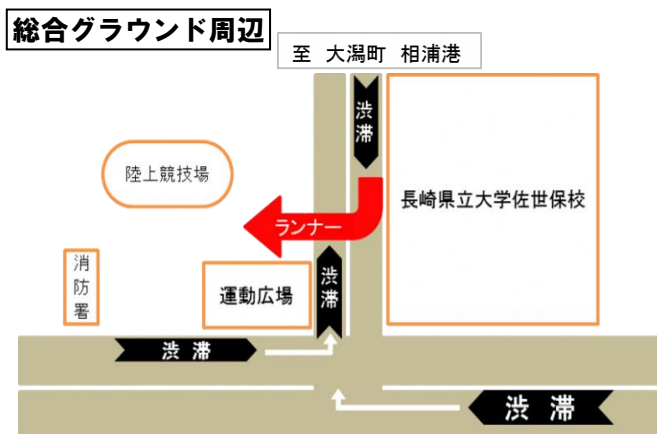 総合グラウンド周辺
至 大潟町 相浦港
渋滞
陸上競技場
長崎県立大学佐世保校
ランナー
消防署
運動広場
渋滞
渋滞
渋滞